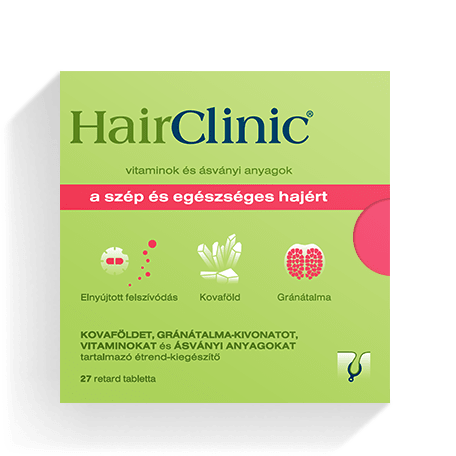 HairClinic®
vitaminok és ásványi anyagok
a szép és egészséges hajért
Elnyújtott felszívódás
Kovaföld
Gránátalma
KOVAFÖLDET, GRÁNÁTALMA-KIVONATOT,
VITAMINOKAT és ÁSVÁNYI ANYAGOKAT
tartalmazó étrend-kiegészítő
27 retard tabletta